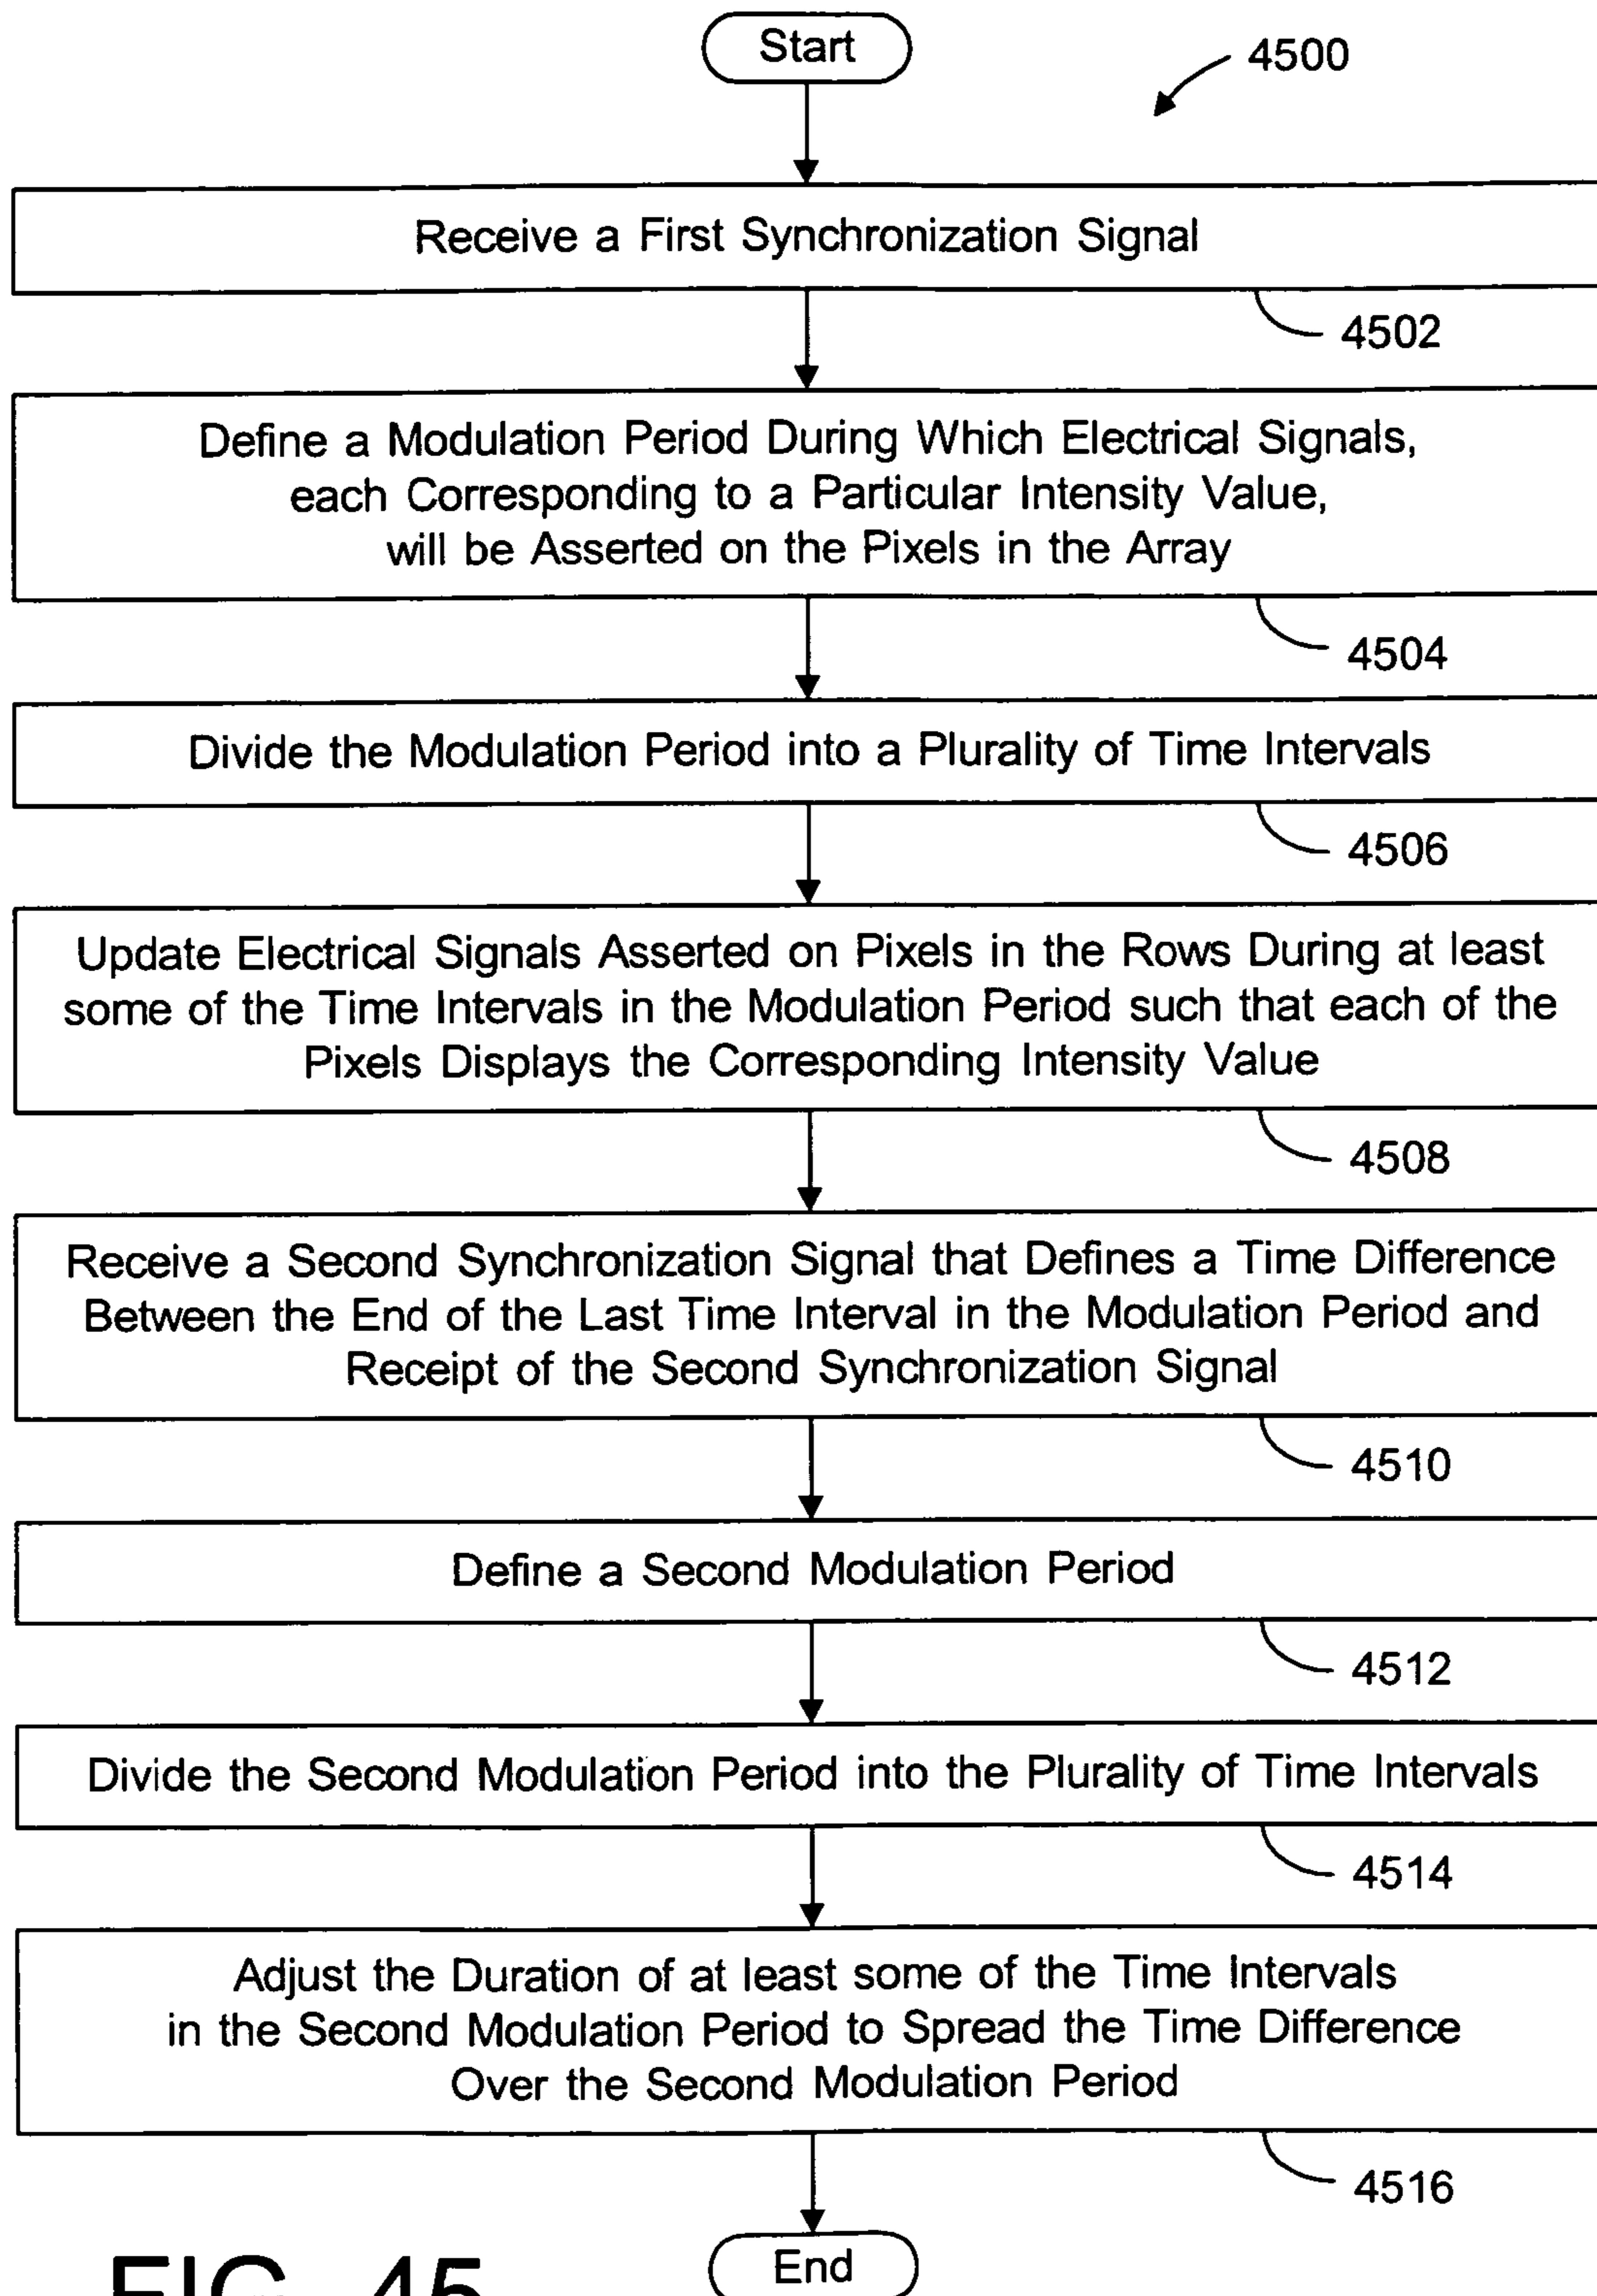 Start
4500
Receive a First Synchronization Signal
4502
Define a Modulation Period During Which Electrical Signals,
each Corresponding to a Particular Intensity Value,
will be Asserted on the Pixels in the Array
4504
Divide the Modulation Period into a Plurality of Time Intervals
4506
Update Electrical Signals Asserted on Pixels in the Rows During at least
some of the Time Intervals in the Modulation Period such that each of the
Pixels Displays the Corresponding Intensity Value
4508
Receive a Second Synchronization Signal that Defines a Time Difference
Between the End of the Last Time Interval in the Modulation Period and
Receipt of the Second Synchronization Signal
4510
Define a Second Modulation Period
4512
Divide the Second Modulation Period into the Plurality of Time Intervals
4514
Adjust the Duration of at least some of the Time Intervals
in the Second Modulation Period to Spread the Time Difference
Over the Second Modulation Period
4516
End
FIG. 45